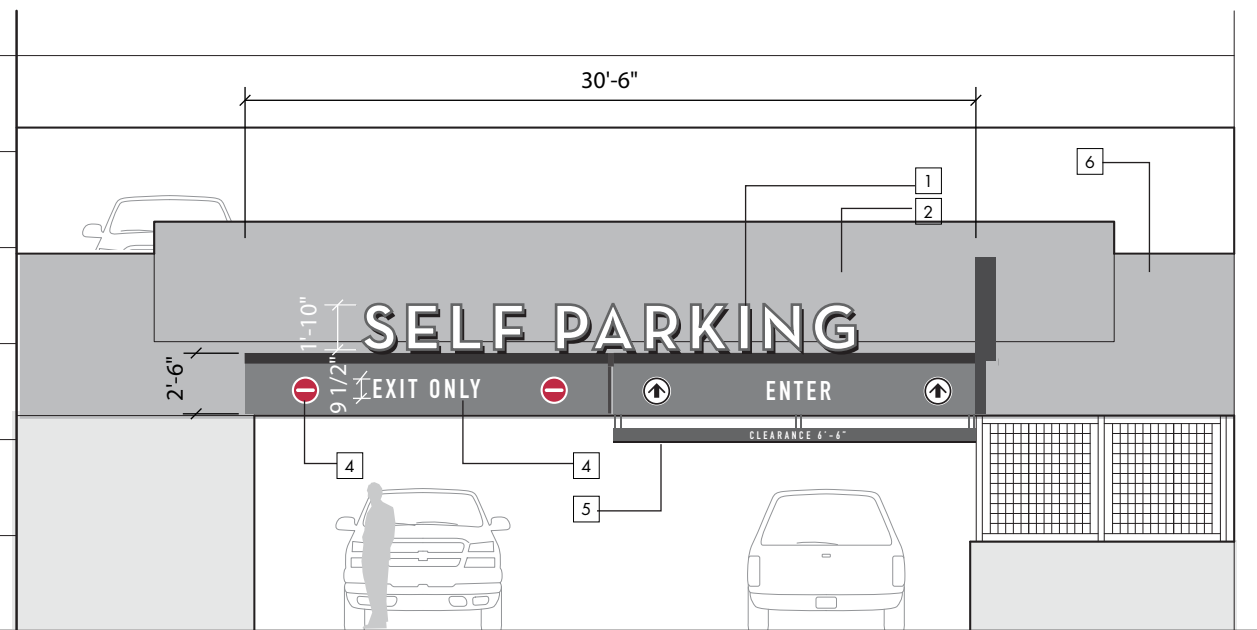 30'-6"
6
1
2
1'-10"
SELF PARKING
2'-6"
9 1/2"
EXIT ONLY
ENTER
CLEARANCE 6'-6"
4
4
5